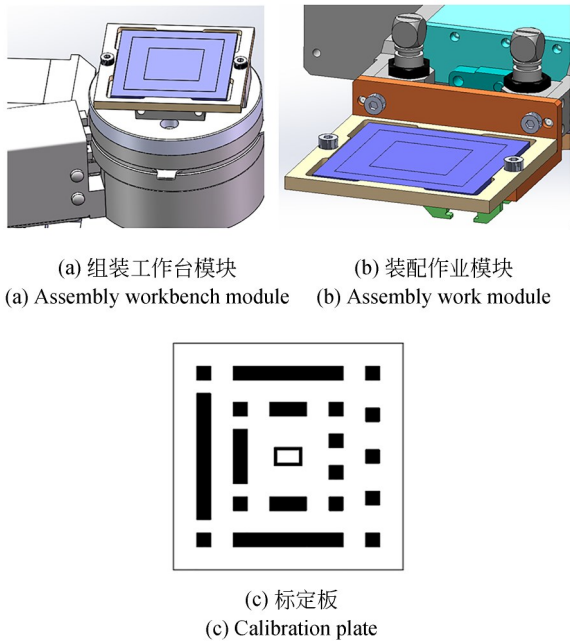 (a) 组装工作台模块
(a) Assembly workbench module
(b) 装配作业模块
(b) Assembly work module
(c) 标定板
(c) Calibration plate